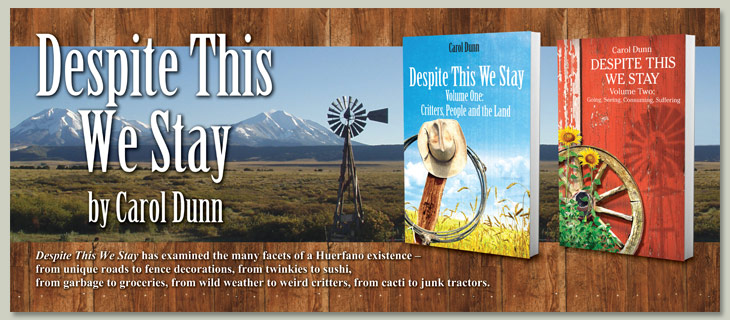 Despite This
We Stay
by Carol Dunn
Despite This We Stay has examined the many facets of a Huerfano existence –
from unique roads to fence decorations, from twinkies to sushi,
from garbage to groceries, from wild weather to weird critters, from cacti to junk tractors.
Carol Dunn
Despite This We Stay
Volume One:
Critters, People and the Land
Carol Dunn
DESPITE THIS
WE STAY
Volume Two:
Going, Seeing, Consuming, Suffering